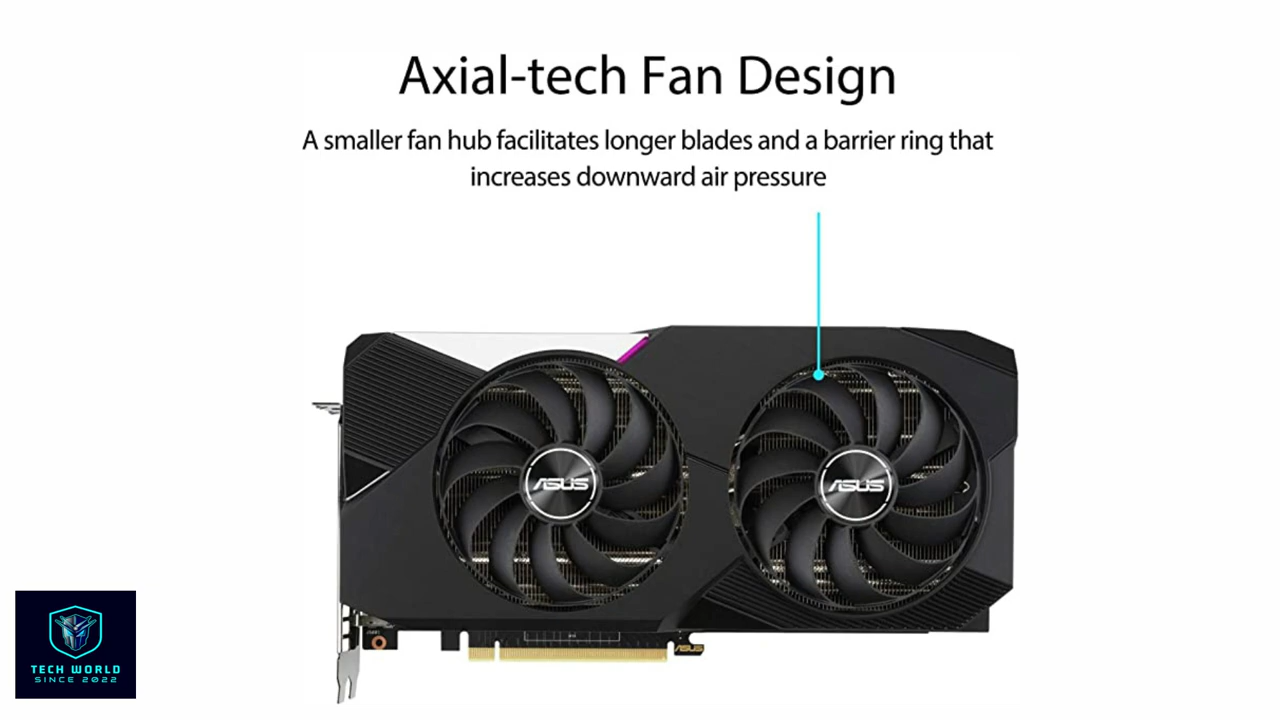 Axial-tech Fan Design
A smaller fan hub facilitates longer blades and a barrier ring that
increases downward air pressure
ASUS
ASUS
ASUS
TECH WORLD
SINCE 2022